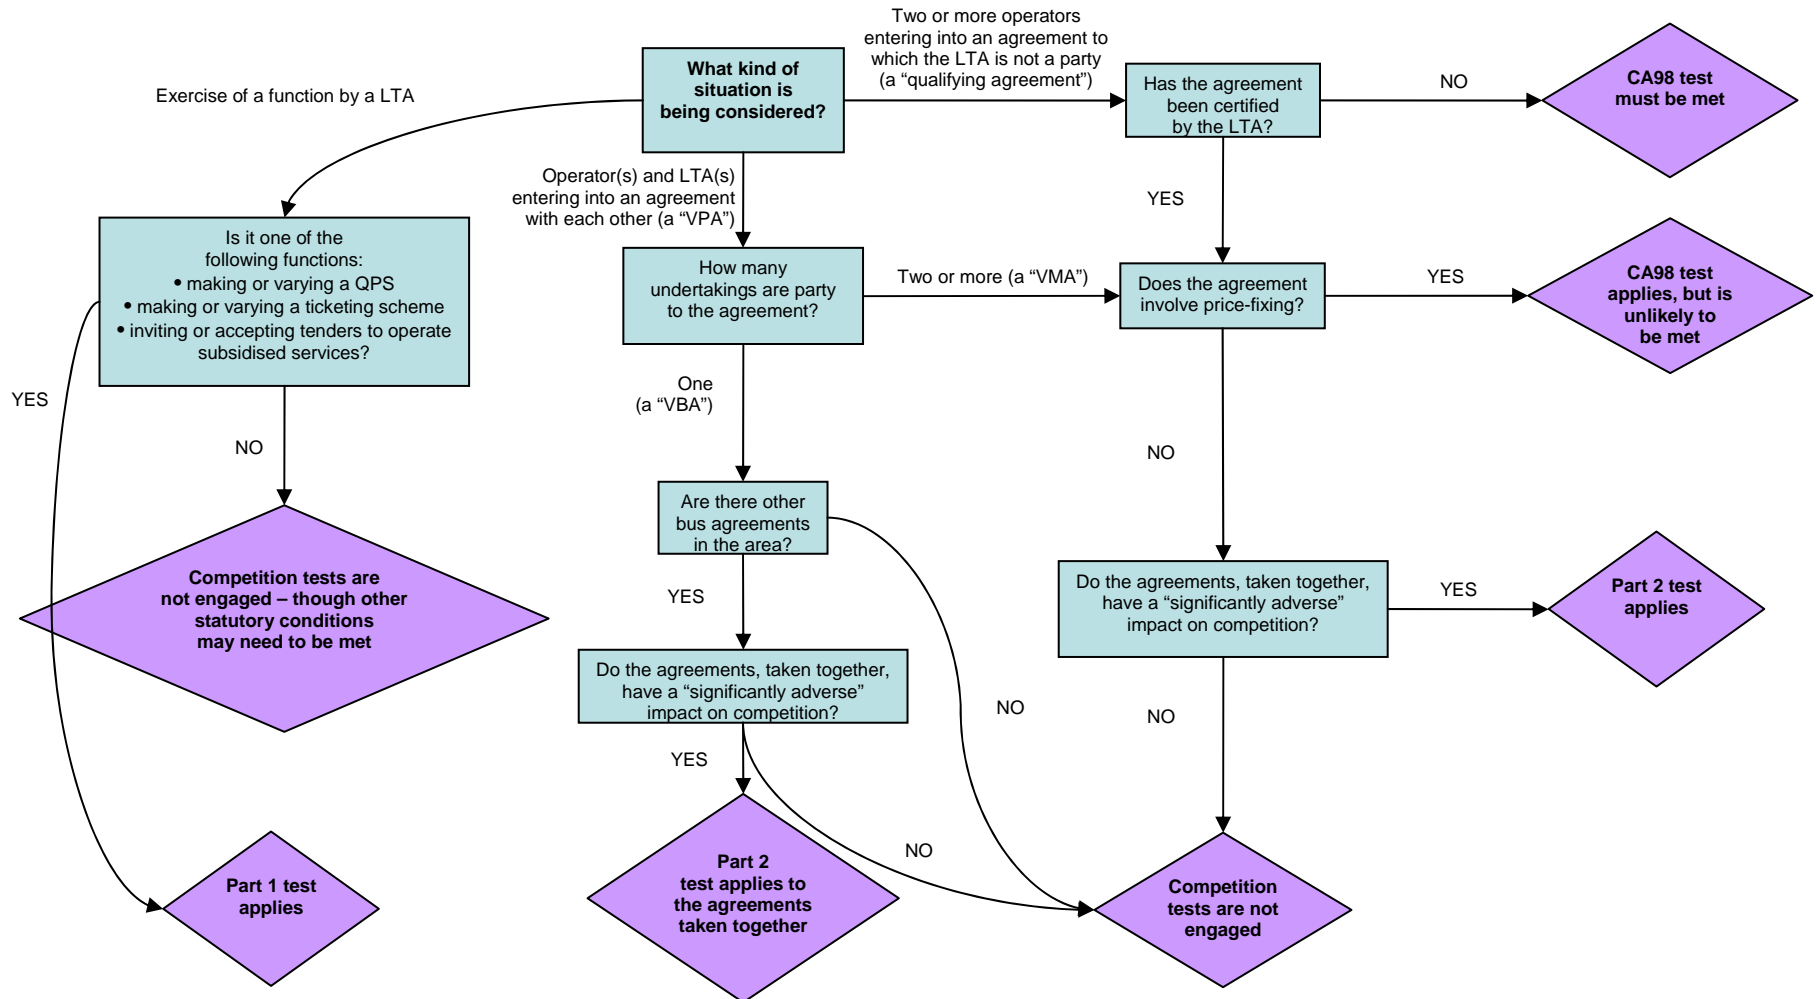 Two or more operators
entering into an agreement to
which the LTA is not a party
(a “qualifying agreement”)
What kind of
situation is
being considered?
Exercise of a function by a LTA
Has the agreement
been certified
by the LTA?
NO
CA98 test
must be met
Operator(s) and LTA(s)
entering into an agreement
with each other (a “VPA”)
YES
Is it one of the
following functions:
• making or varying a QPS
• making or varying a ticketing scheme
• inviting or accepting tenders to operate
subsidised services?
How many
undertakings are party
to the agreement?
Two or more (a “VMA”)
Does the agreement
involve price-fixing?
YES
CA98 test
applies, but is
unlikely to
be met
YES
One
(a “VBA”)
NO
NO
Are there other
bus agreements
in the area?
Competition tests are
not engaged – though other
statutory conditions
may need to be met
YES
Do the agreements, taken together,
have a “significantly adverse”
impact on competition?
YES
Part 2 test
applies
Do the agreements, taken together,
have a “significantly adverse”
impact on competition?
NO
NO
YES
NO
Part 1 test
applies
Part 2
test applies to
the agreements
taken together
Competition
tests are not
engaged